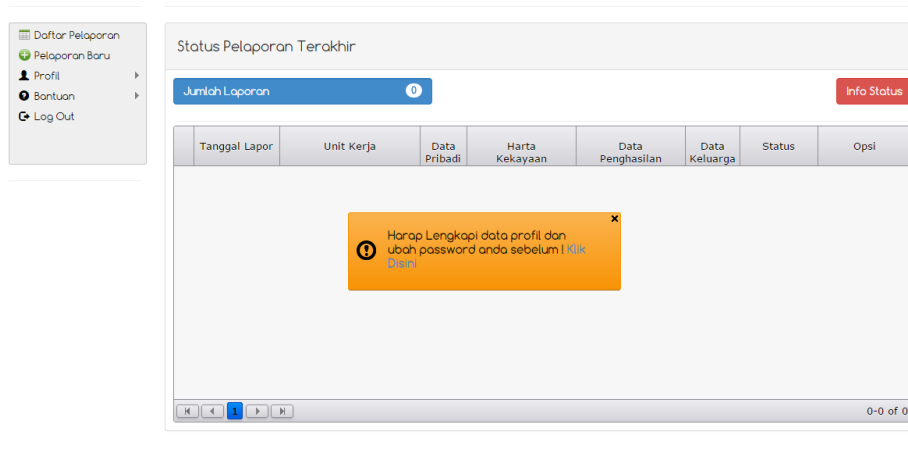 Daftar Pelaporan
Pelaporan Baru
Profil
Bantuan
Log Out
Status Pelaporan Terakhir
Jumlah Laporan 0
Info Status
Tanggal Lapor Unit Kerja Data Pribadi Harta Kekayaan Data Penghasilan Data Keluarga Status Opsi
Harap Lengkapi data profil dan
ubah password anda sebelum ! Klik
Disini
1
0-0 of 0